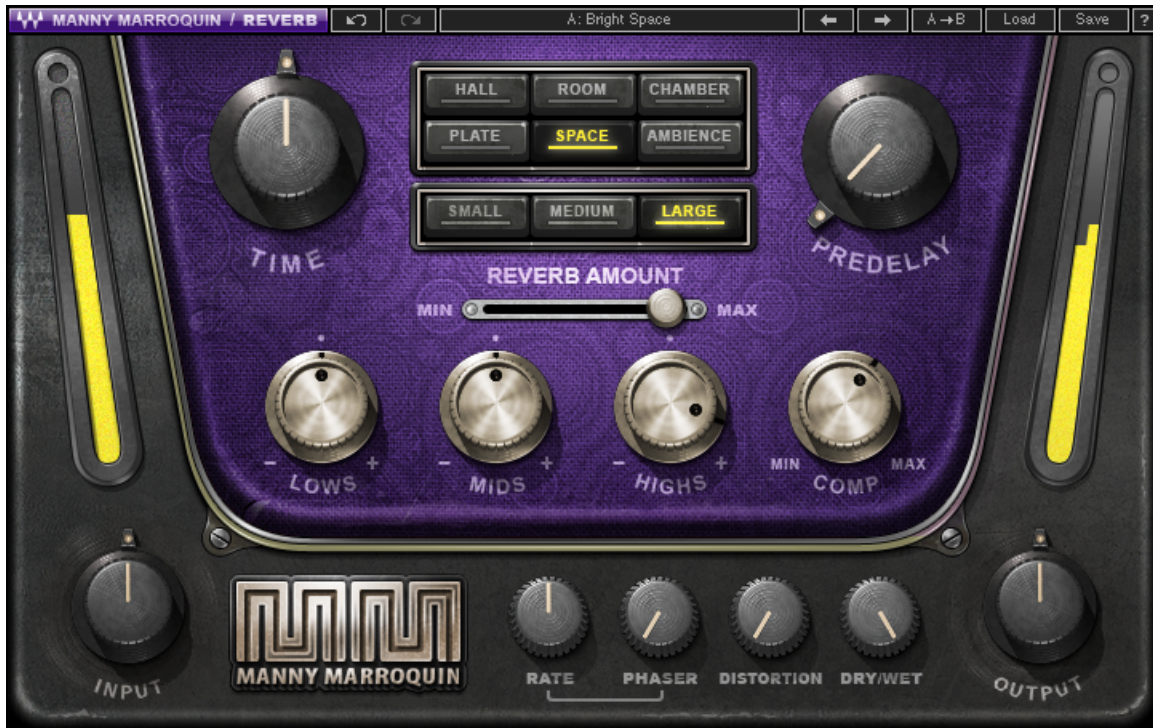 MANNY MARROQUIN / REVERB A: Bright Space A→B Load Save ?
HALL ROOM CHAMBER
PLATE SPACE AMBIENCE
SMALL MEDIUM LARGE
TIME
PREDELAY
REVERB AMOUNT
MIN MAX
- + - + - + MIN MAX
LOWS MIDS HIGHS COMP
MANNY MARROQUIN
RATE PHASER DISTORTION DRY/WET
INPUT
OUTPUT